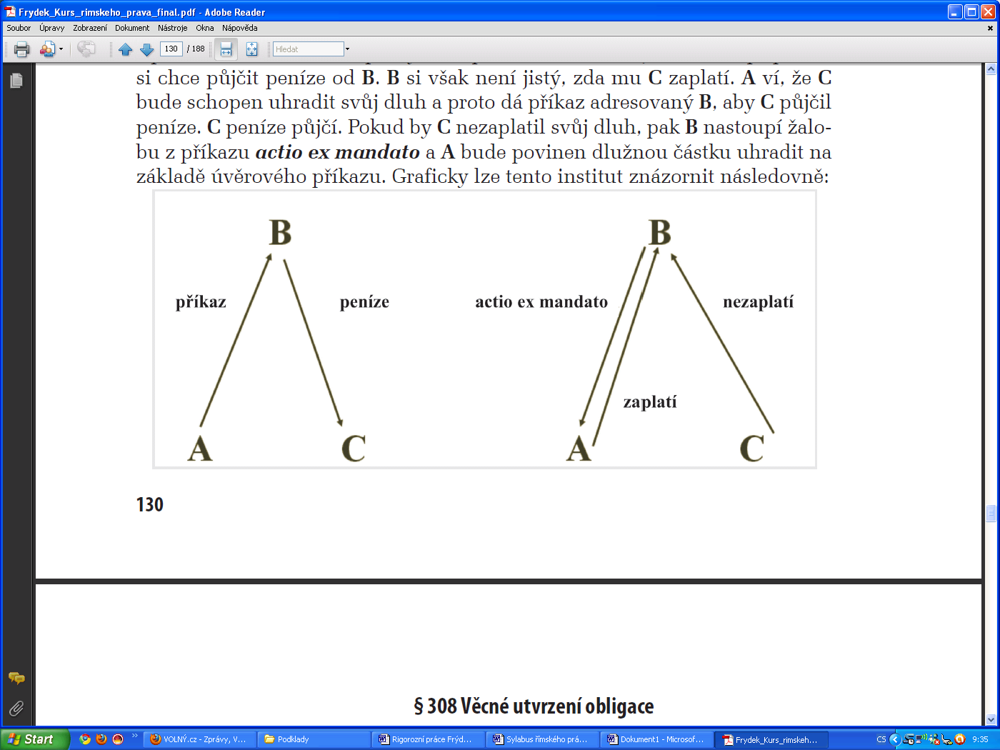 Frydek_Kurs_rimskeho_prava_final.pdf - Adobe Reader
Soubor Úpravy Zobrazení Dokument Nástroje Okna Nápověda
130 / 188 Hledat
si chce půjčit peníze od B. B si však není jistý, zda mu C zaplatí. A ví, že C
bude schopen uhradit svůj dluh a proto dá příkaz adresovaný B, aby C půjčil
peníze. C peníze půjčí. Pokud by C nezaplatil svůj dluh, pak B nastoupí žalo-
bu z příkazu actio ex mandato a A bude povinen dlužnou částku uhradit na
základě úvěrového příkazu. Graficky lze tento institut znázornit následovně:
B B
příkaz peníze actio ex mandato nezaplatí
zaplatí
A C A C
130
§ 308 Věcné utvrzení obligace
Start VOLNÝ.cz - Zprávy, V... Podklady Rigorozní práce Frýd... Sylabus římského prá... Dokument1 - Microsof... Frydek_Kurs_rimskeh... CS 9:35